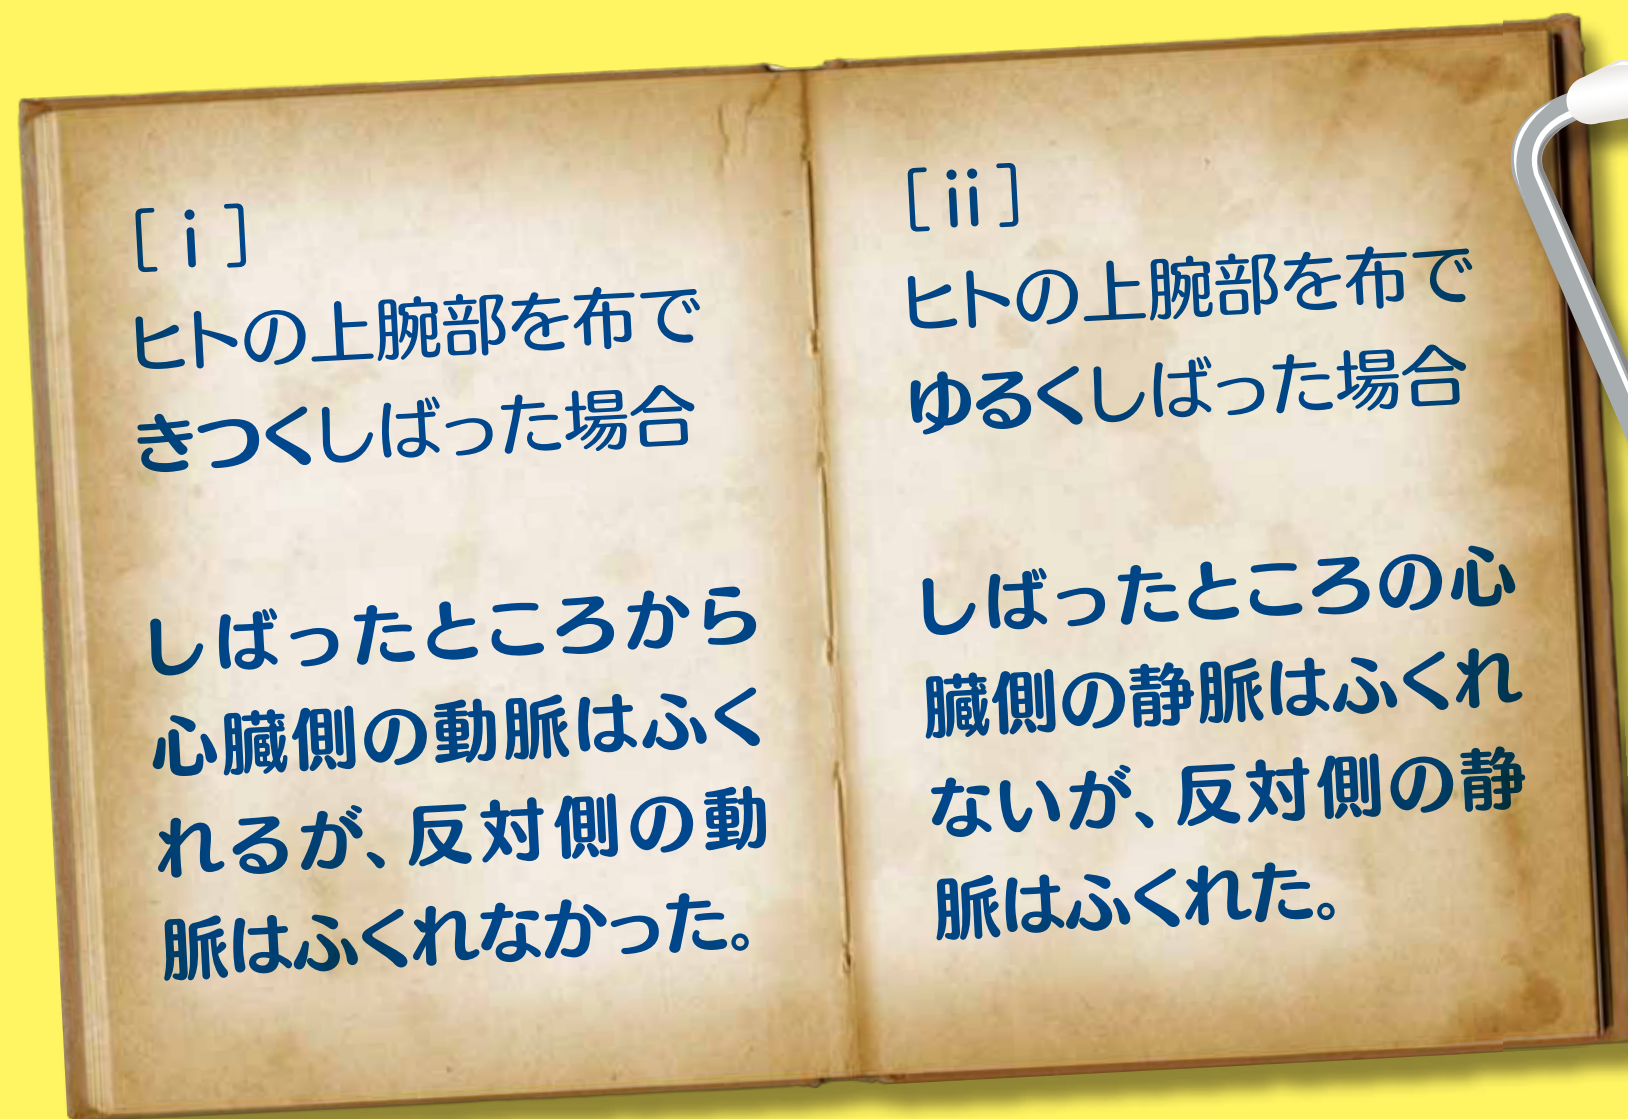 [ i ]
ヒトの上腕部を布で
きつくしばった場合
しばったところから
心臓側の動脈はふく
れるが、反対側の動
脈はふくれなかった。
[ ii ]
ヒトの上腕部を布で
ゆるくしばった場合
しばったところの心
臓側の静脈はふくれ
ないが、反対側の静
脈はふくれた。